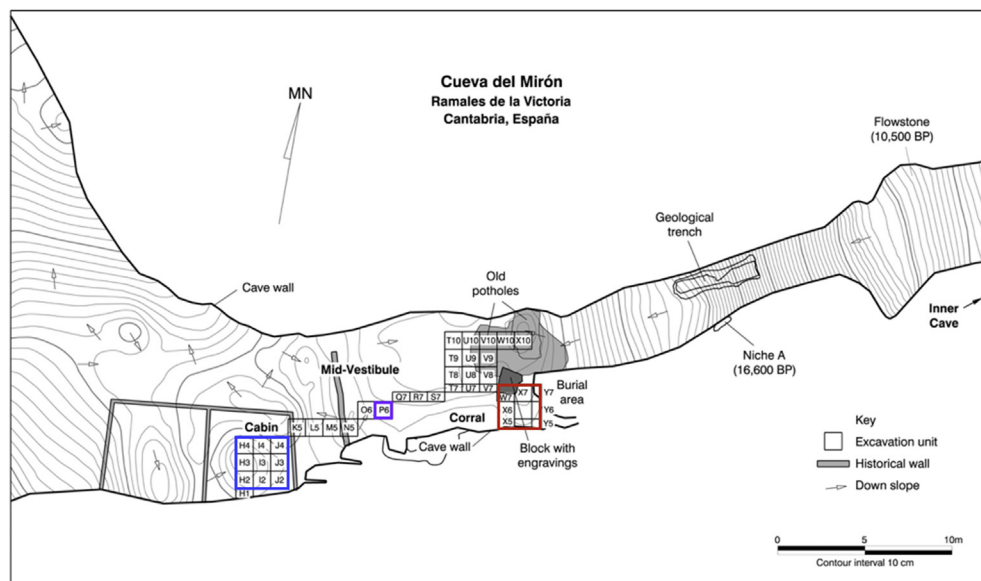 Cueva del Mirón
Ramales de la Victoria
Cantabria, España
MN
Flowstone
(10,500 BP)
Geological
trench
Old
potholes
Cave wall
Inner
Cave
Niche A
(16,600 BP)
T10 U10 V10 W10 X10
T9 U9 V9
Mid-Vestibule
T8 U8 V8
T7 U7 V7
Burial
area
Q7 R7 S7
W7 X7 Y7
O6 P6
X6 Y6
Corral
X5 Y5
Cabin
K5 L5 M5 N5
Cave wall
Block with
engravings
H4 I4 J4
H3 I3 J3
H2 I2 J2
H1
Key
Excavation unit
Historical wall
Down slope
0 5 10m
Contour interval 10 cm